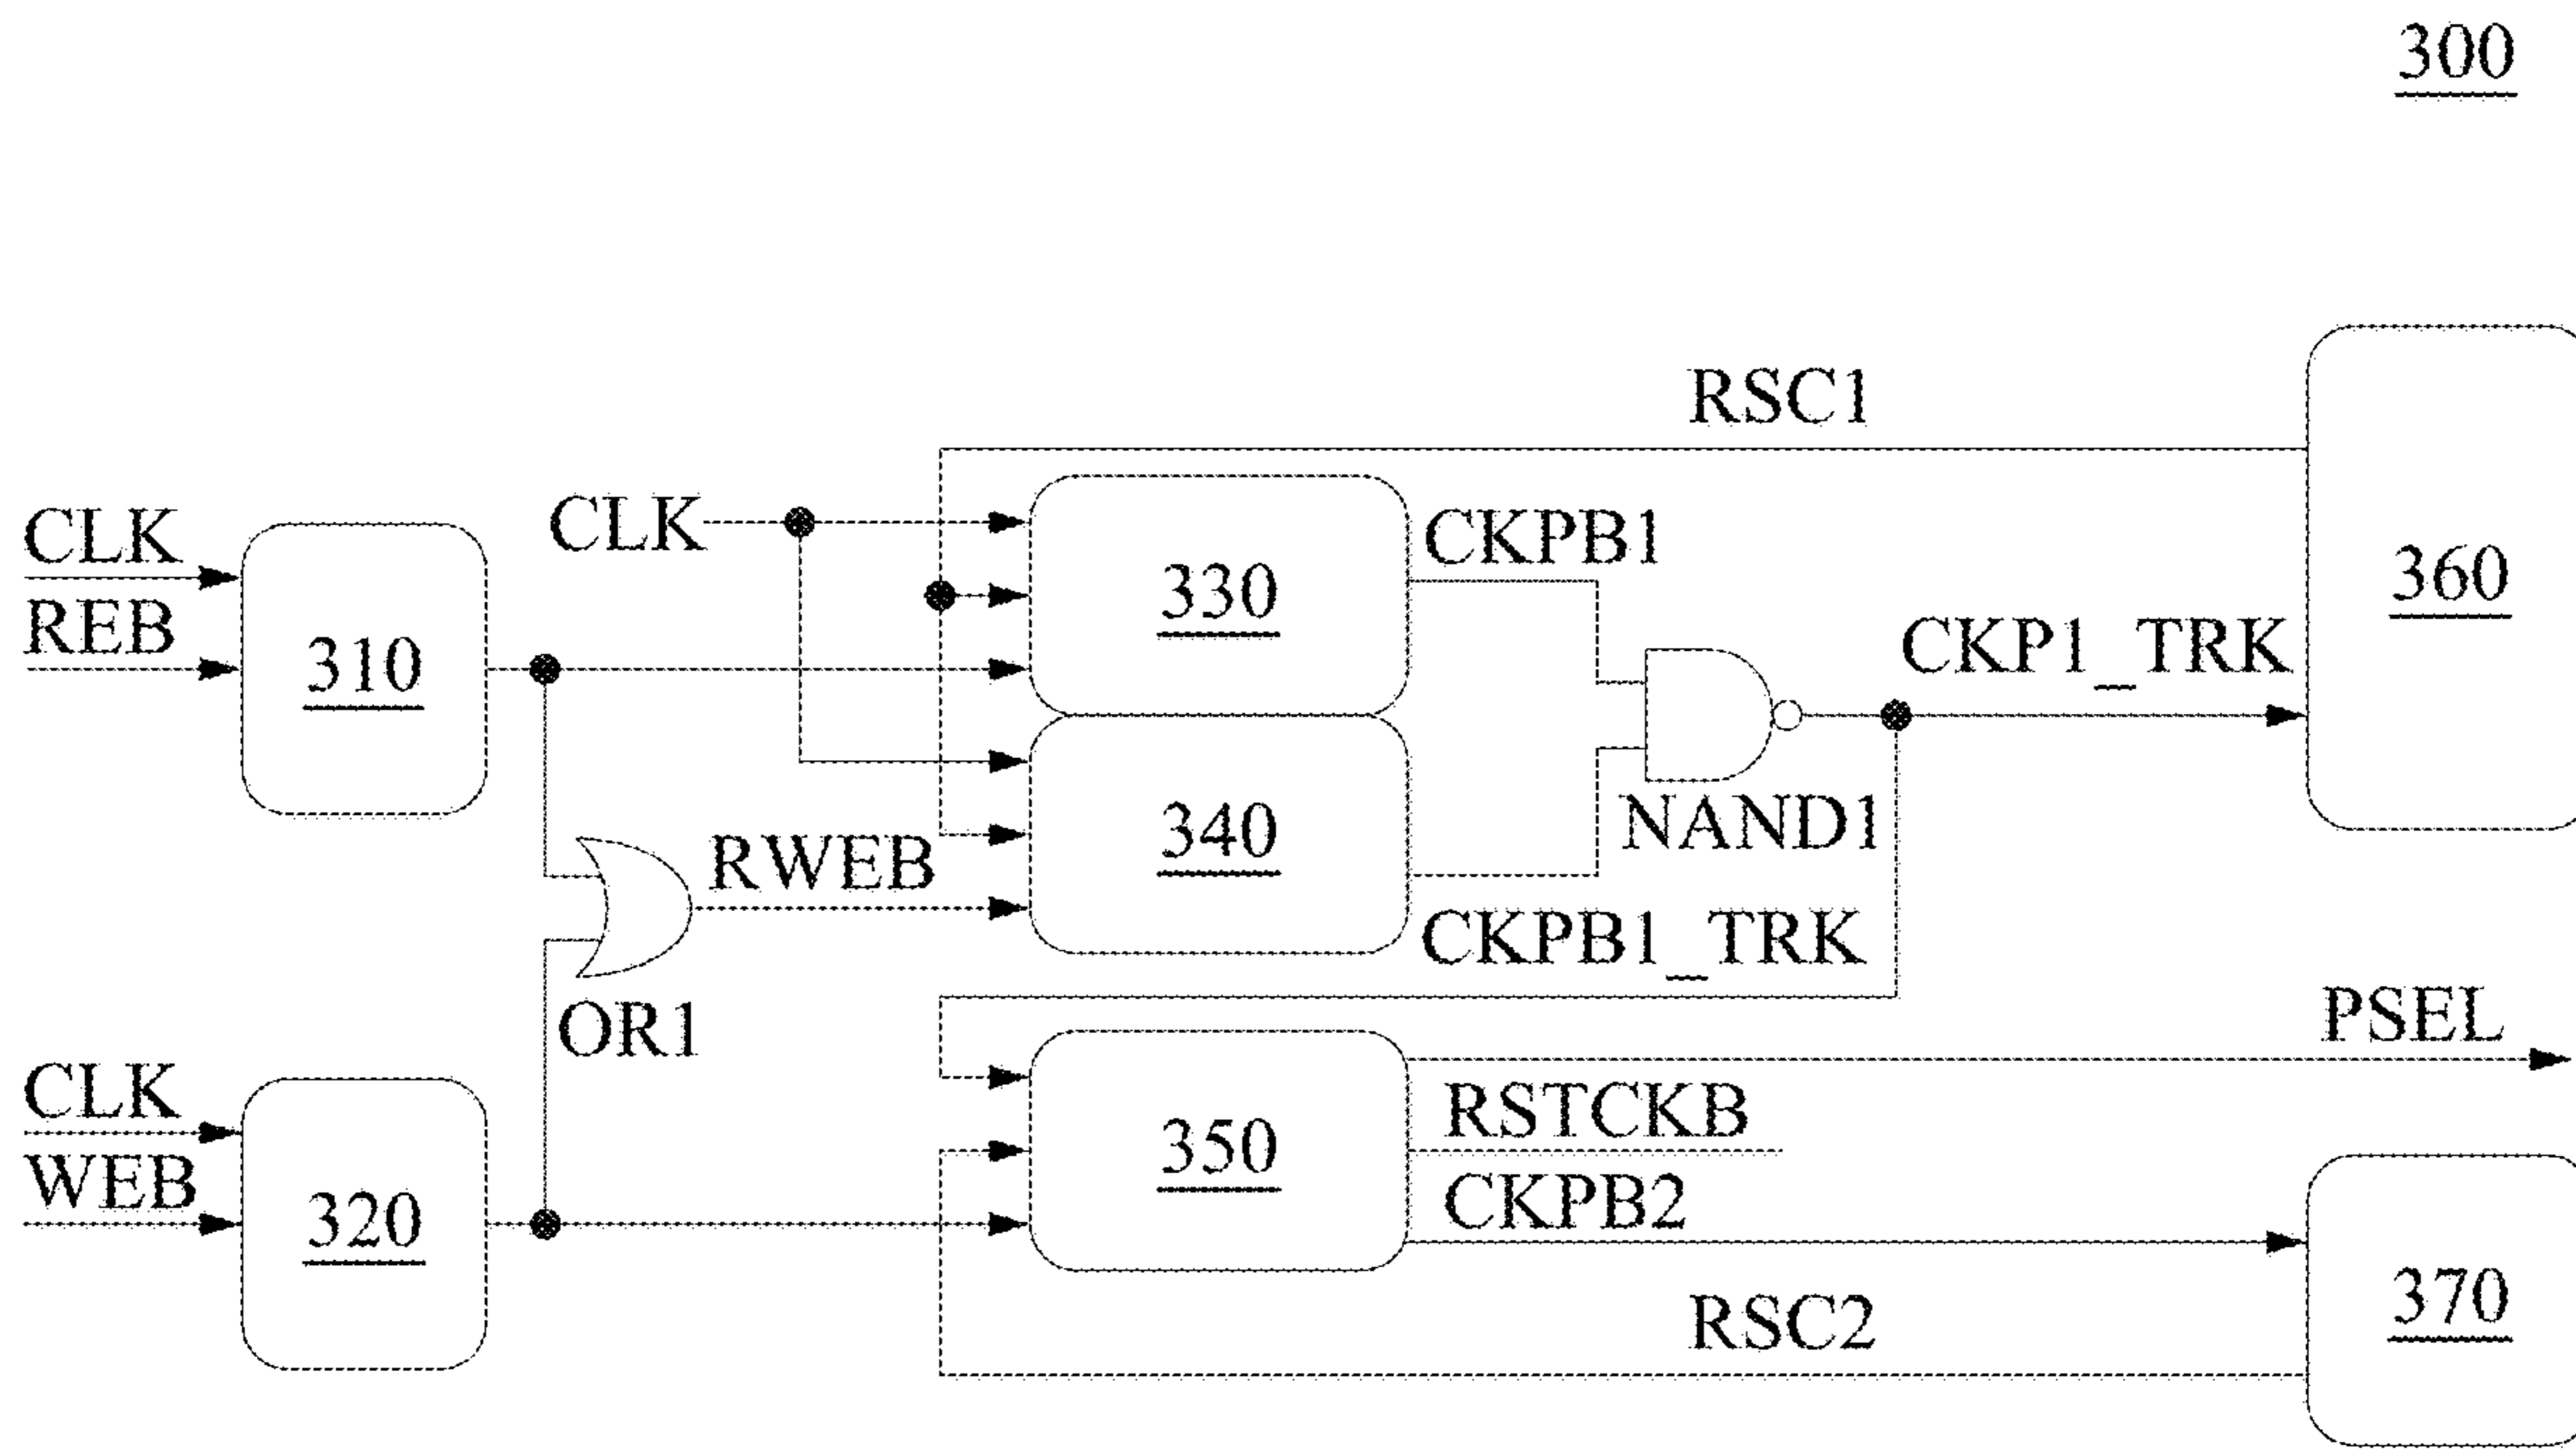 300
RSC1
CLK
CLK
CKPB1
330
360
REB
310
CKP1_TRK
340
NAND1
RWEB
CKPB1_TRK
OR1
PSEL
CLK
RSTCKB
350
WEB
CKPB2
320
370
RSC2